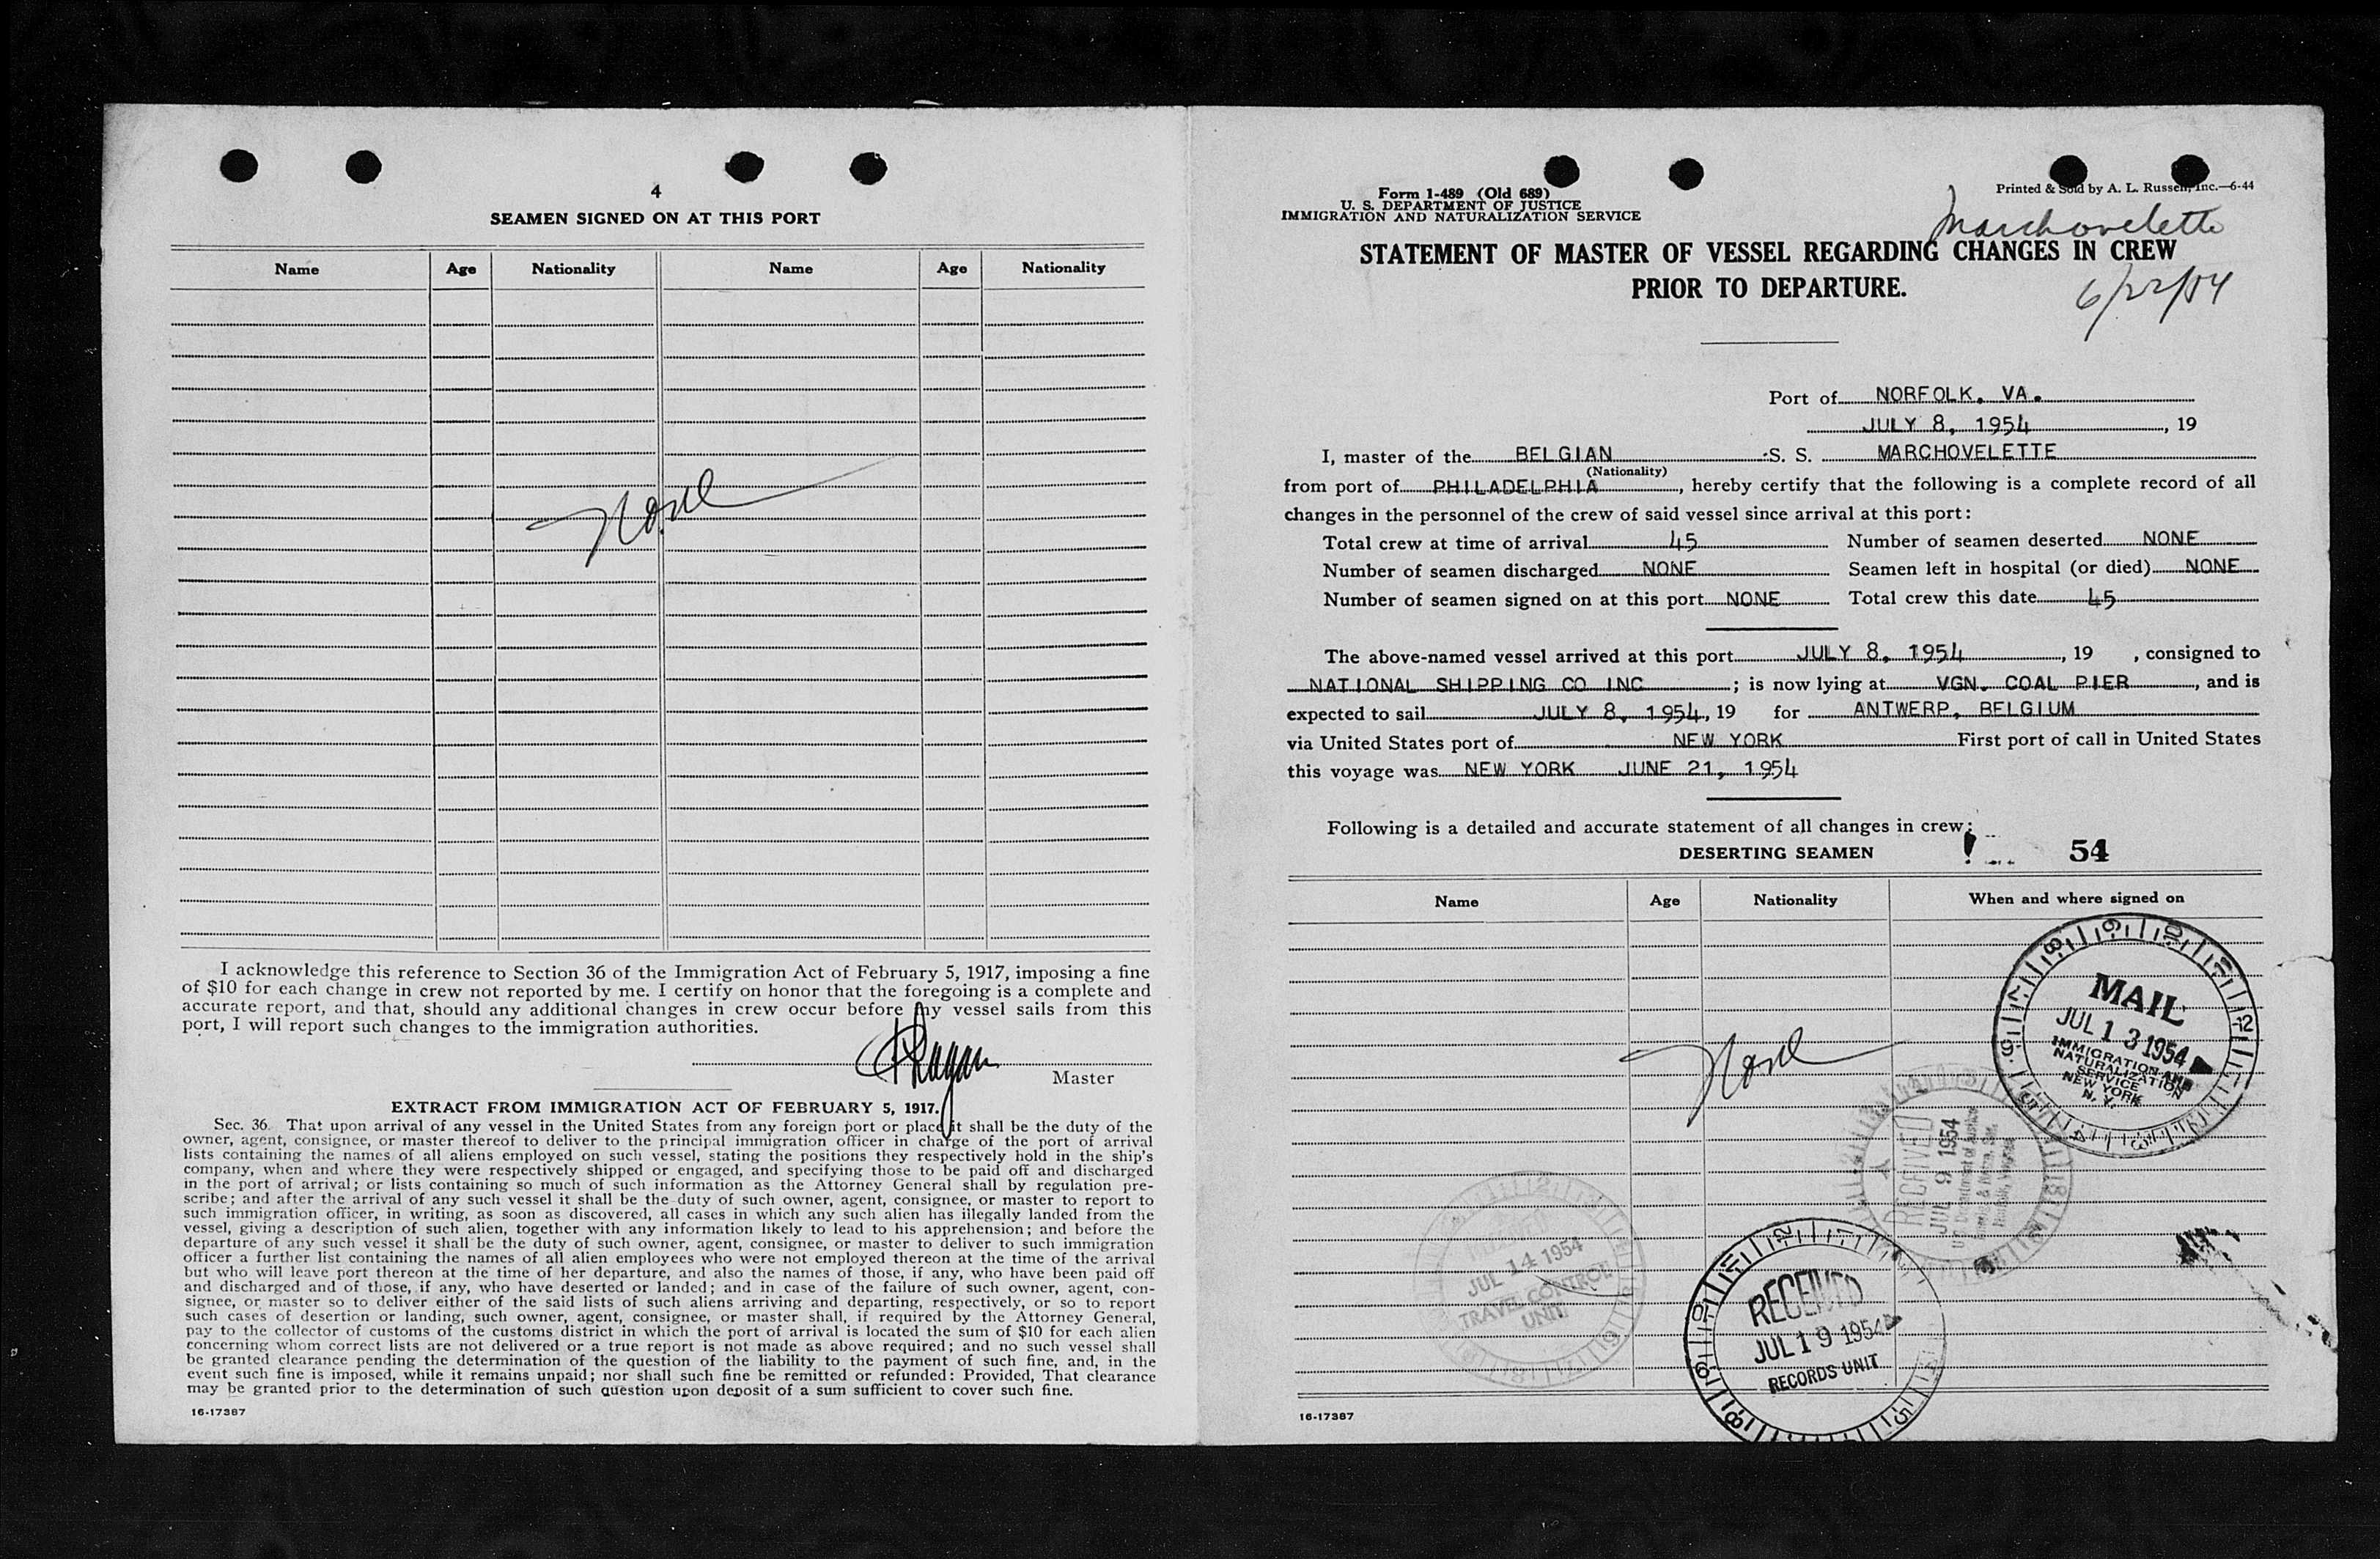 4
SEAMEN SIGNED ON AT THIS PORT
Name Age Nationality Name Age Nationality
None
I acknowledge this reference to Section 36 of the Immigration Act of February 5, 1917, imposing a fine
of $10 for each change in crew not reported by me. I certify on honor that the foregoing is a complete and
accurate report, and that, should any additional changes in crew occur before my vessel sails from this
port, I will report such changes to the immigration authorities.
Master
EXTRACT FROM IMMIGRATION ACT OF FEBRUARY 5, 1917.
Sec. 36. That upon arrival of any vessel in the United States from any foreign port or place it shall be the duty of the
owner, agent, consignee, or master thereof to deliver to the principal immigration officer in charge of the port of arrival
lists containing the names of all aliens employed on such vessel, stating the positions they respectively hold in the ship's
company, when and where they were respectively shipped or engaged, and specifying those to be paid off and discharged
in the port of arrival; or lists containing so much of such information as the Attorney General shall by regulation pre-
scribe; and after the arrival of any such vessel it shall be the duty of such owner, agent, consignee, or master to report to
such immigration officer, in writing, as soon as discovered, all cases in which any such alien has illegally landed from the
vessel, giving a description of such alien, together with any information likely to lead to his apprehension; and before the
departure of any such vessel it shall be the duty of such owner, agent, consignee, or master to deliver to such immigration
officer a further list containing the names of all alien employees who were not employed thereon at the time of the arrival
but who will leave port thereon at the time of her departure, and also the names of those, if any, who have been paid off
and discharged and of those, if any, who have deserted or landed; and in case of the failure of such owner, agent, con-
signee, or master so to deliver either of the said lists of such aliens arriving and departing, respectively, or so to report
such cases of desertion or landing, such owner, agent, consignee, or master shall, if required by the Attorney General,
pay to the collector of customs of the customs district in which the port of arrival is located the sum of $10 for each alien
concerning whom correct lists are not delivered or a true report is not made as above required; and no such vessel shall
be granted clearance pending the determination of the question of the liability to the payment of such fine, and, in the
event such fine is imposed, while it remains unpaid; nor shall such fine be remitted or refunded: Provided, That clearance
may be granted prior to the determination of such question upon deposit of a sum sufficient to cover such fine.
16-17387
Form 1-489 (Old 689)
U. S. DEPARTMENT OF JUSTICE
IMMIGRATION AND NATURALIZATION SERVICE
Printed & Sold by A. L. Russell, Inc.—6-44
Marchovelette
STATEMENT OF MASTER OF VESSEL REGARDING CHANGES IN CREW
PRIOR TO DEPARTURE.
6/22/54
Port of NORFOLK, VA.
JULY 8, 1954, 19
I, master of the BELGIAN S. S. MARCHOVELETTE
(Nationality)
from port of PHILADELPHIA, hereby certify that the following is a complete record of all
changes in the personnel of the crew of said vessel since arrival at this port:
Total crew at time of arrival 45 Number of seamen deserted NONE
Number of seamen discharged NONE Seamen left in hospital (or died) NONE
Number of seamen signed on at this port NONE Total crew this date 45
The above-named vessel arrived at this port JULY 8, 1954, 19 , consigned to
NATIONAL SHIPPING CO INC ; is now lying at VGN. COAL PIER, and is
expected to sail JULY 8, 1954, 19 for ANTWERP, BELGIUM
via United States port of NEW YORK First port of call in United States
this voyage was NEW YORK JUNE 21, 1954
Following is a detailed and accurate statement of all changes in crew:
DESERTING SEAMEN 54
Name Age Nationality When and where signed on
None
MAIL
JUL 13 1954
IMMIGRATION AND
NATURALIZATION
SERVICE
NEW YORK
N. Y.
RECEIVED
JUL 9 1954
JUL 14 1954
TRAVEL CONTROL
UNIT
RECEIVED
JUL 19 1954
RECORDS UNIT
16-17387